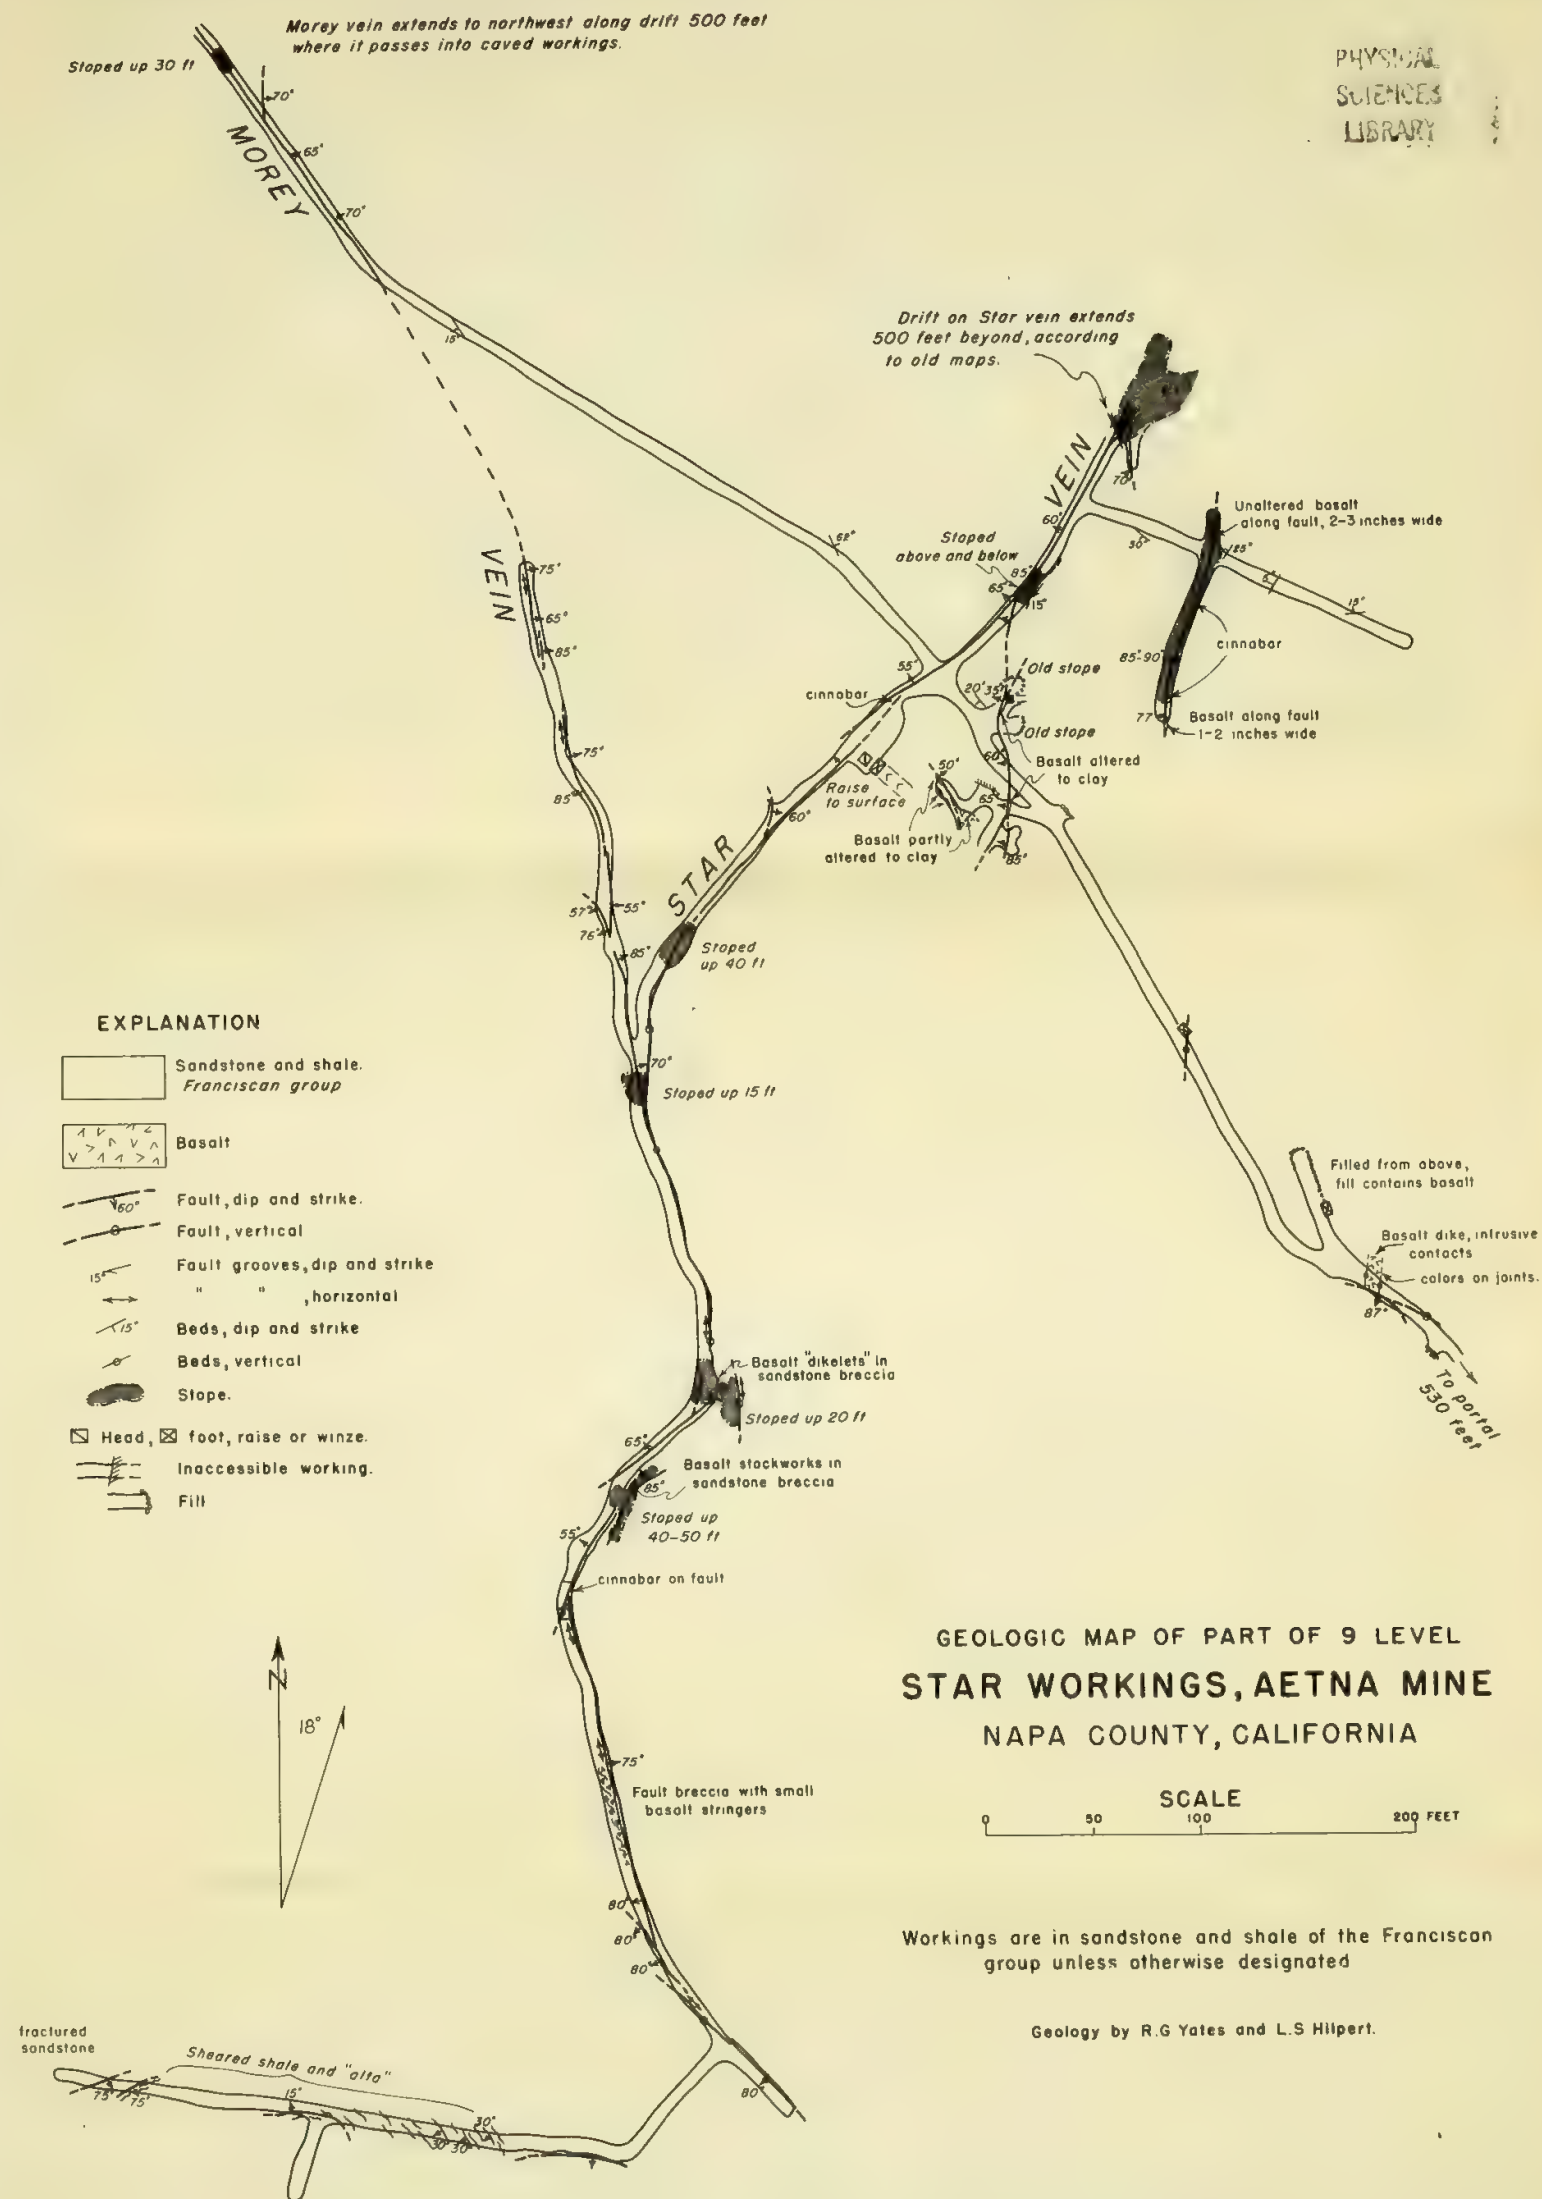 Morey vein extends to northwest along drift 500 feet
where it passes into caved workings.
PHYSICAL
SCIENCES
LIBRARY
Stoped up 30 ft
70°
65°
70°
MOREY
15°
Drift on Star vein extends
500 feet beyond, according
to old maps.
VEIN
70°
60°
Unaltered basalt
along fault, 2-3 inches wide
30°
15°
62°
Stoped
above and below
85°
65°
15°
cinnabar
85°-90°
77°
Basalt along fault
1-2 inches wide
VEIN
75°
65°
85°
55°
cinnabar
20°
35°
Old stope
Old stope
60°
Basalt altered
to clay
50°
65°
85°
Raise
to surface
Basalt partly
altered to clay
75°
85°
60°
STAR
57°
55°
76°
85°
Stoped
up 40 ft
70°
Stoped up 15 ft
Filled from above,
fill contains basalt
Basalt dike, intrusive
contacts
colors on joints.
87°
To portal
530 feet
EXPLANATION
Sandstone and shale.
Franciscan group
Basalt
60°
Fault, dip and strike.
Fault, vertical
15°
Fault grooves, dip and strike
" " , horizontal
15°
Beds, dip and strike
Beds, vertical
Stope.
Head, foot, raise or winze.
Inaccessible working.
Fill
Basalt "dikelets" in
sandstone breccia
Stoped up 20 ft
65°
Basalt stockworks in
sandstone breccia
85°
Stoped up
40-50 ft
55°
cinnabar on fault
N
18°
75°
Fault breccia with small
basalt stringers
80°
80°
80°
80°
GEOLOGIC MAP OF PART OF 9 LEVEL
STAR WORKINGS, AETNA MINE
NAPA COUNTY, CALIFORNIA
SCALE
0 50 100 200 FEET
Workings are in sandstone and shale of the Franciscan
group unless otherwise designated
Geology by R.G Yates and L.S Hilpert.
fractured
sandstone
Sheared shale and "alta"
75°
75°
15°
30°
30°
30°